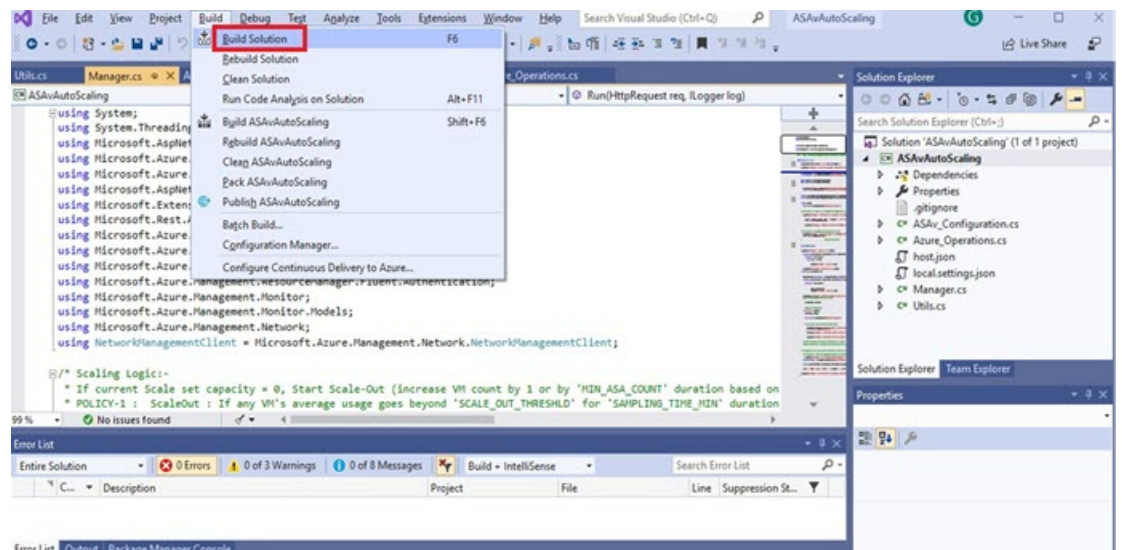 File Edit View Project Build Debug Test Analyze Tools Extensions Window Help Search Visual Studio (Ctrl+Q) ASAvAutoScaling G
Live Share
Build Solution F6
Rebuild Solution
Clean Solution
Run Code Analysis on Solution Alt+F11
Build ASAvAutoScaling Shift+F6
Rebuild ASAvAutoScaling
Clean ASAvAutoScaling
Pack ASAvAutoScaling
Publish ASAvAutoScaling
Batch Build...
Configuration Manager...
Configure Continuous Delivery to Azure...
Utils.cs Manager.cs A e_Operations.cs
ASAvAutoScaling Run(HttpRequest req, ILogger log)
using System;
using System.Threading
using Microsoft.AspNet
using Microsoft.Azure.
using Microsoft.Azure.
using Microsoft.AspNet
using Microsoft.Extens
using Microsoft.Rest.A
using Microsoft.Azure.
using Microsoft.Azure.
using Microsoft.Azure.Management.ResourceManager.Fluent.Authentication;
using Microsoft.Azure.Management.Monitor;
using Microsoft.Azure.Management.Monitor.Models;
using Microsoft.Azure.Management.Network;
using NetworkManagementClient = Microsoft.Azure.Management.Network.NetworkManagementClient;
/* Scaling Logic:-
* If current Scale set capacity = 0, Start Scale-Out (increase VM count by 1 or by 'MIN_ASA_COUNT' duration based on
* POLICY-1 : ScaleOut : If any VM's average usage goes beyond 'SCALE_OUT_THRESHLD' for 'SAMPLING_TIME_MIN' duration
99 % No issues found
Solution Explorer
Search Solution Explorer (Ctrl+;)
Solution 'ASAvAutoScaling' (1 of 1 project)
ASAvAutoScaling
Dependencies
Properties
.gitignore
ASAv_Configuration.cs
Azure_Operations.cs
host.json
local.settings.json
Manager.cs
Utils.cs
Solution Explorer Team Explorer
Properties
Error List
Entire Solution 0 Errors 0 of 3 Warnings 0 of 8 Messages Build + IntelliSense Search Error List
C... Description Project File Line Suppression St...
Error List Output Package Manager Console